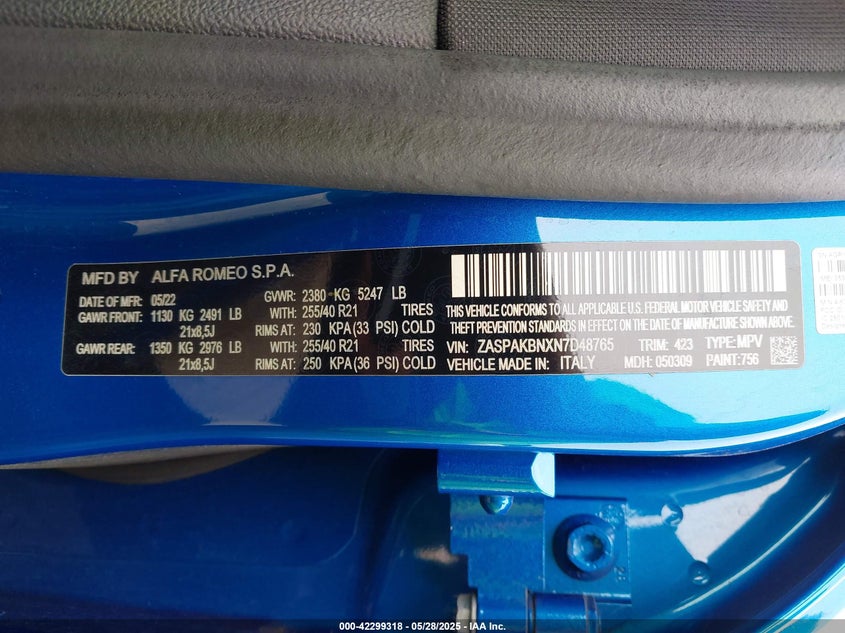 MFD BY ALFA ROMEO S.P.A.
DATE OF MFR: 05/22 GVWR: 2380 KG 5247 LB
GAWR FRONT: 1130 KG 2491 LB WITH: 255/40 R21 TIRES
21x8,5J RIMS AT: 230 KPA (33 PSI) COLD
GAWR REAR: 1350 KG 2976 LB WITH: 255/40 R21 TIRES
21x8,5J RIMS AT: 250 KPA (36 PSI) COLD
THIS VEHICLE CONFORMS TO ALL APPLICABLE U.S. FEDERAL MOTOR VEHICLE SAFETY AND
THEFT PREVENTION STANDARDS IN EFFECT ON THE DATE OF MANUFACTURE SHOWN ABOVE.
VIN: ZASPAKBNXN7D48765 TRIM: 423 TYPE: MPV
VEHICLE MADE IN: ITALY MDH: 050309 PAINT: 756
000-42299318 / 05/28/2025 - IAA Inc.